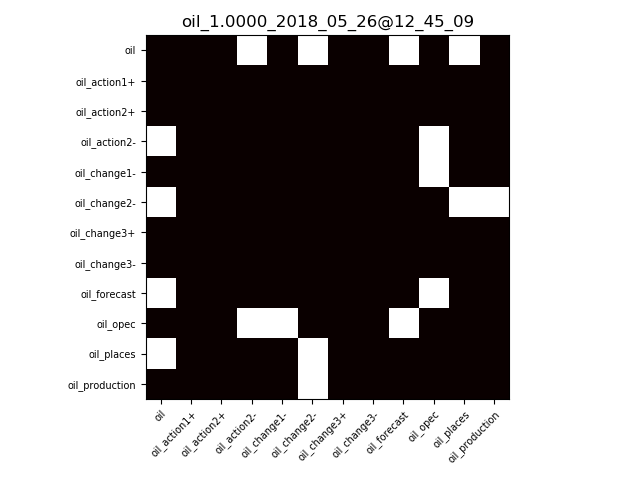 oil_1.0000_2018_05_26@12_45_09
oil
oil_action1+
oil_action2+
oil_action2-
oil_change1-
oil_change2-
oil_change3+
oil_change3-
oil_forecast
oil_opec
oil_places
oil_production
oil
oil_action1+
oil_action2+
oil_action2-
oil_change1-
oil_change2-
oil_change3+
oil_change3-
oil_forecast
oil_opec
oil_places
oil_production